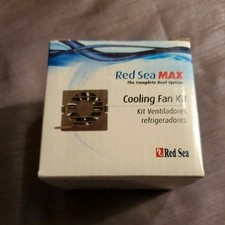 Red Sea MAX
The Complete Reef System
Cooling Fan Kit
Kit Ventiladores
refrigeradores
Red Sea